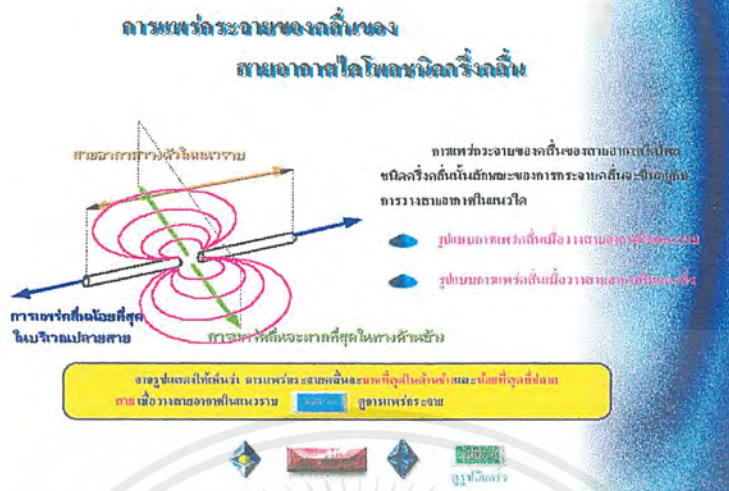 การแพร่กระจายของคลื่นของ
สายอากาศไดโพลชนิดครึ่งคลื่น
สายอากาศวางตัวในแนวราบ
การแพร่กระจายของคลื่นของสายอากาศไดโพล
ชนิดครึ่งคลื่นนั้นลักษณะของการกระจายคลื่นจะขึ้นอยู่กับ
การวางสายอากาศในแนวใด
รูปแบบการแพร่คลื่นเมื่อวางสายอากาศในแนวราบ
รูปแบบการแพร่คลื่นเมื่อวางสายอากาศในแนวดิ่ง
การแพร่คลื่นน้อยที่สุด
ในบริเวณปลายสาย
การแพร่คลื่นจะมากที่สุดในทางด้านข้าง
จากรูปแสดงให้เห็นว่า การแพร่กระจายคลื่นจะมากที่สุดในด้านข้างและน้อยที่สุดที่ปลาย
สาย เมื่อวางสายอากาศในแนวราบ ดูการแพร่กระจาย
ดูรูปอีกครั้ง